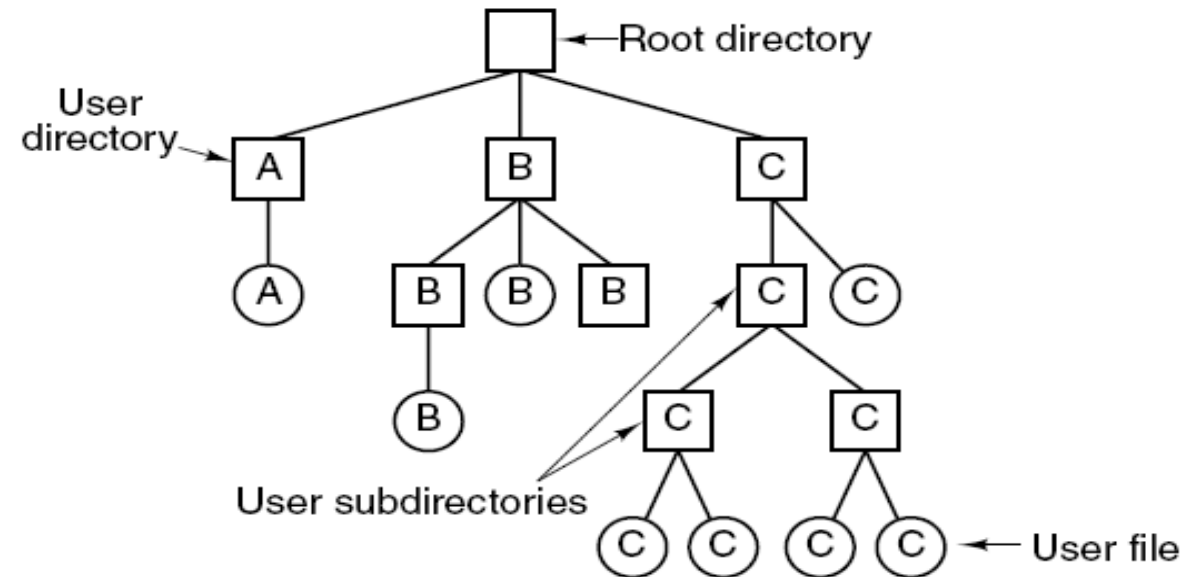 Root directory
User
directory
A B C
A B B B C C
B C C
User subdirectories
C C C C
User file